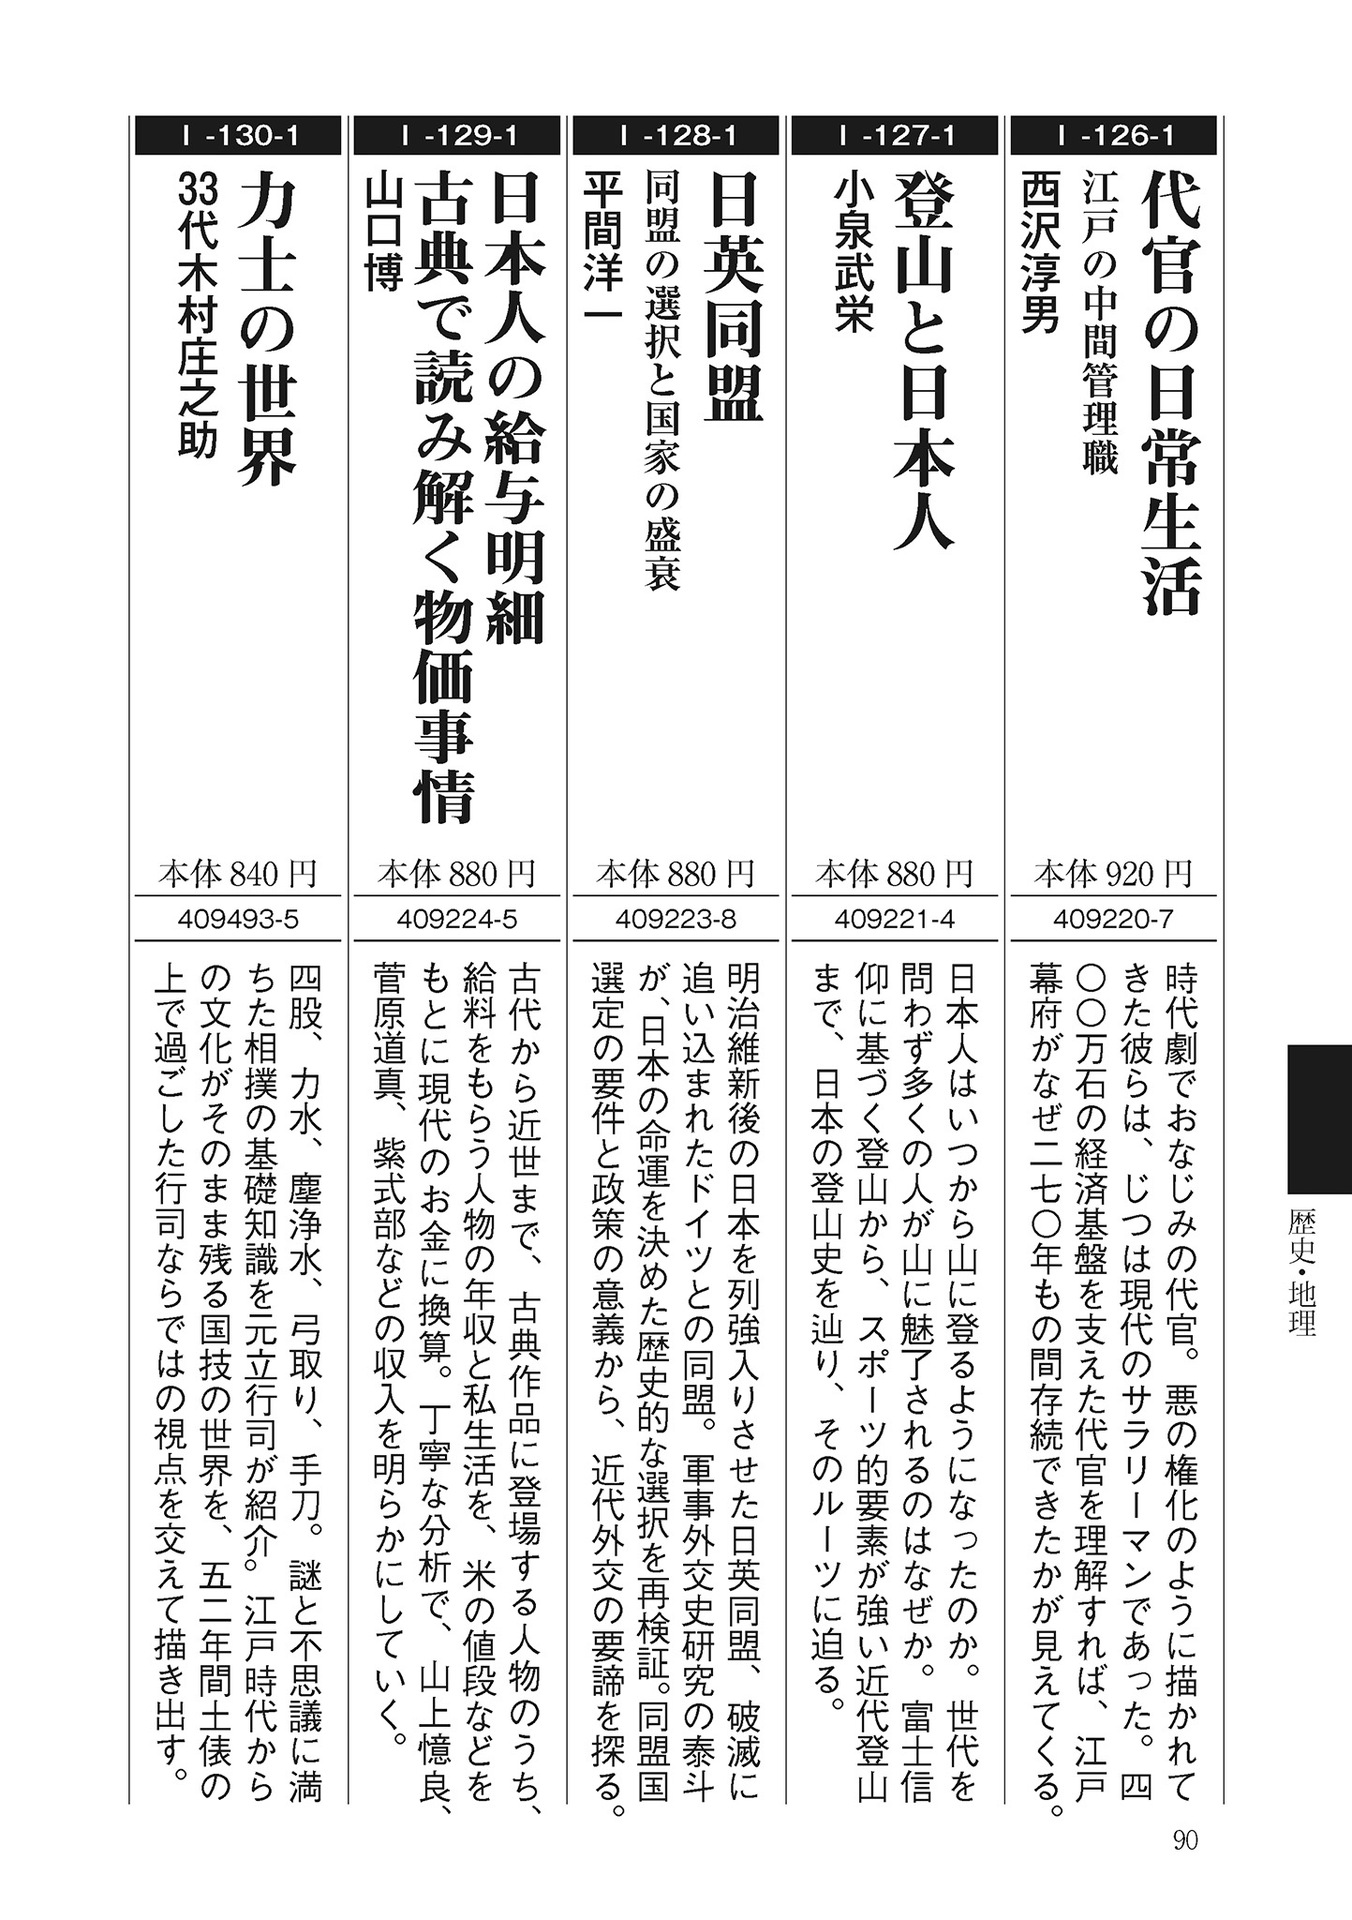 I-126-1
代官の日常生活
江戸の中間管理職
西沢淳男
本体920円
409220-7
時代劇でおなじみの代官。悪の権化のように描かれて
きた彼らは、じつは現代のサラリーマンであった。四
〇〇万石の経済基盤を支えた代官を理解すれば、江戸
幕府がなぜ二七〇年もの間存続できたかが見えてくる。
I-127-1
登山と日本人
小泉武栄
本体880円
409221-4
日本人はいつから山に登るようになったのか。世代を
問わず多くの人が山に魅了されるのはなぜか。富士信
仰に基づく登山から、スポーツ的要素が強い近代登山
まで、日本の登山史を辿り、そのルーツに迫る。
I-128-1
日英同盟
同盟の選択と国家の盛衰
平間洋一
本体880円
409223-8
明治維新後の日本を列強入りさせた日英同盟、破滅に
追い込まれたドイツとの同盟。軍事外交史研究の泰斗
が、日本の命運を決めた歴史的な選択を再検証。同盟国
選定の要件と政策の意義から、近代外交の要諦を探る。
I-129-1
日本人の給与明細
古典で読み解く物価事情
山口博
本体880円
409224-5
古代から近世まで、古典作品に登場する人物のうち、
給料をもらう人物の年収と私生活を、米の値段などを
もとに現代のお金に換算。丁寧な分析で、山上憶良、
菅原道真、紫式部などの収入を明らかにしていく。
I-130-1
力士の世界
33代木村庄之助
本体840円
409493-5
四股、力水、塵浄水、弓取り、手刀。謎と不思議に満
ちた相撲の基礎知識を元立行司が紹介。江戸時代から
の文化がそのまま残る国技の世界を、五二年間土俵の
上で過ごした行司ならではの視点を交えて描き出す。
歴史・地理
90